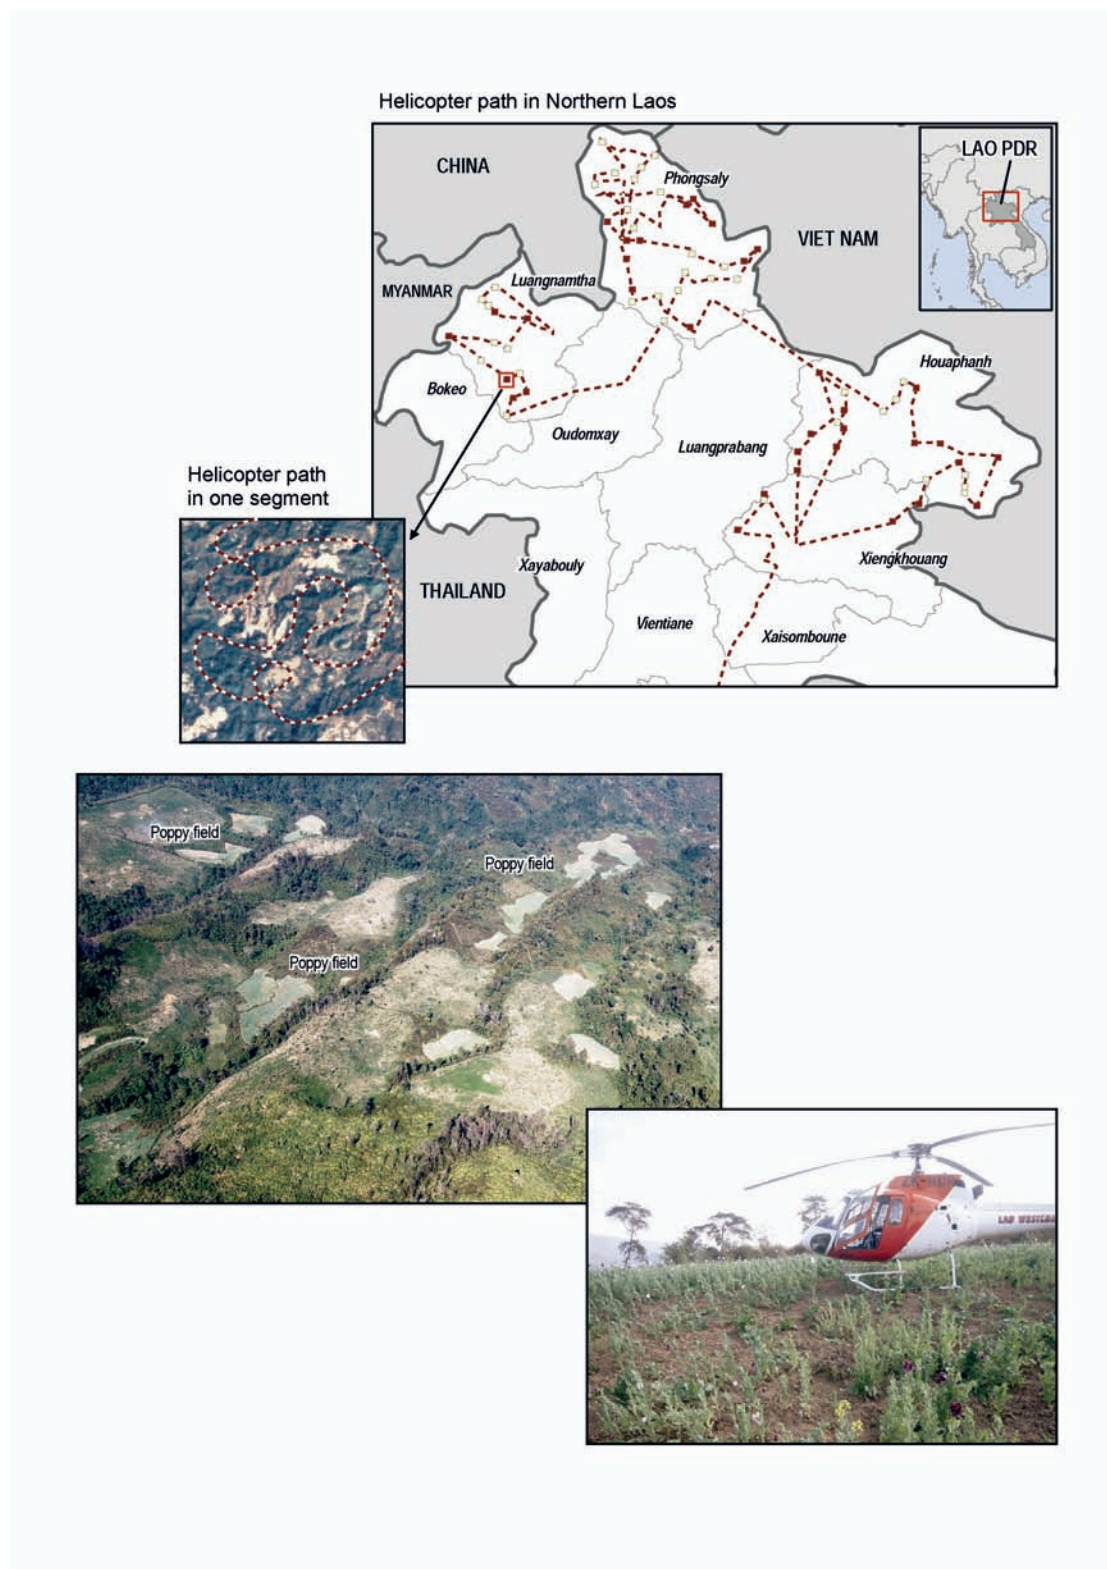 Helicopter path in Northern Laos
CHINA
LAO PDR
Phongsaly
VIET NAM
MYANMAR
Luangnamtha
Houaphanh
Bokeo
Oudomxay
Luangprabang
Helicopter path
in one segment
Xiengkhouang
Xayabouly
THAILAND
Vientiane
Xaisomboune
Poppy field
Poppy field
Poppy field
LAO